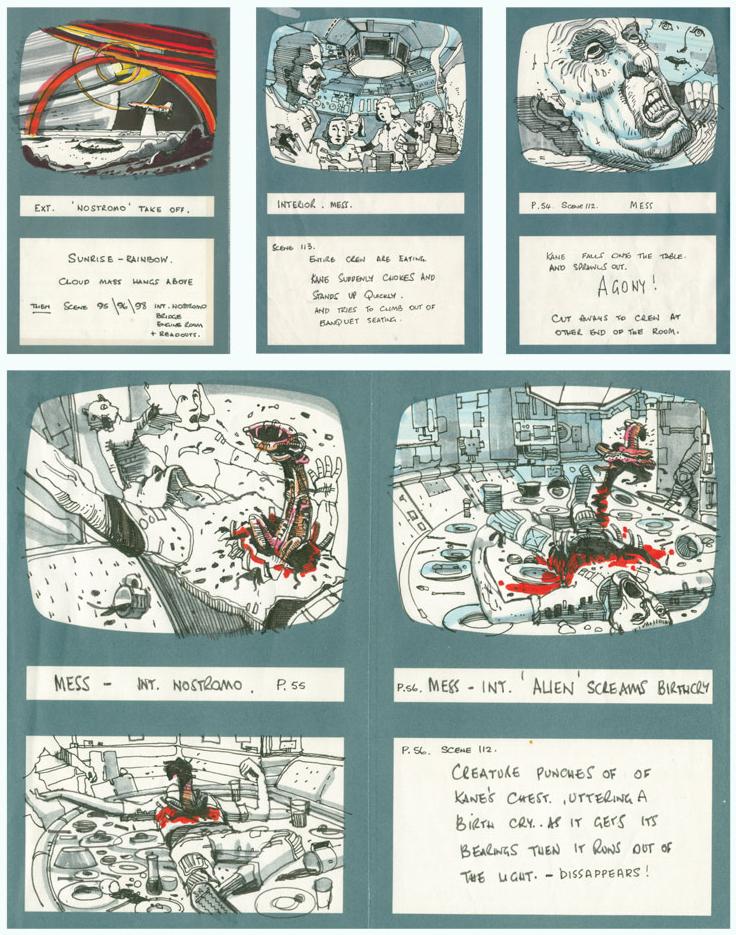 EXT. 'NOSTROMO' TAKE OFF.
SUNRISE - RAINBOW.
CLOUD MASS HANGS ABOVE
THEN SCENE 95\96\98 INT. NOSTROMO
BRIDGE
ENGINE ROOM
+ READOUTS.
INTERIOR. MESS.
SCENE 113.
ENTIRE CREW ARE EATING.
KANE SUDDENLY CHOKES AND
STANDS UP QUICKLY.
AND TRIES TO CLIMB OUT OF
BANQUET SEATING.
P.54. SCENE 112. MESS
KANE FALLS ONTO THE TABLE.
AND SPRAWLS OUT.
AGONY!
CUT AWAYS TO CREW AT
OTHER END OF THE ROOM.
MESS - INT. NOSTROMO. P.55
P.56. MESS - INT. 'ALIEN' SCREAMS BIRTHCRY
P.56. SCENE 112.
CREATURE PUNCHES OF OF
KANE'S CHEST. UTTERING A
BIRTH CRY.. AS IT GETS ITS
BEARINGS THEN IT RUNS OUT OF
THE LIGHT. - DISSAPPEARS!